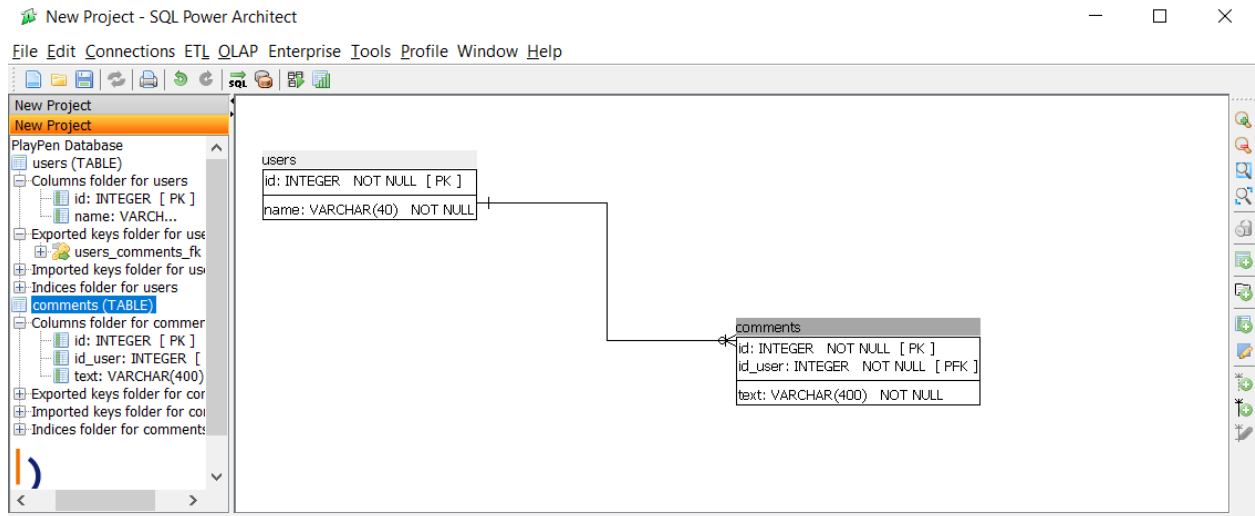 New Project - SQL Power Architect
File Edit Connections ETL OLAP Enterprise Tools Profile Window Help
SQL
New Project
New Project
PlayPen Database
users (TABLE)
Columns folder for users
id: INTEGER [ PK ]
name: VARCH...
Exported keys folder for use
users_comments_fk
Imported keys folder for use
Indices folder for users
comments (TABLE)
Columns folder for commer
id: INTEGER [ PK ]
id_user: INTEGER [
text: VARCHAR(400)
Exported keys folder for cor
Imported keys folder for cor
Indices folder for comments
users
id: INTEGER NOT NULL [ PK ]
name: VARCHAR(40) NOT NULL
comments
id: INTEGER NOT NULL [ PK ]
id_user: INTEGER NOT NULL [ PFK ]
text: VARCHAR(400) NOT NULL